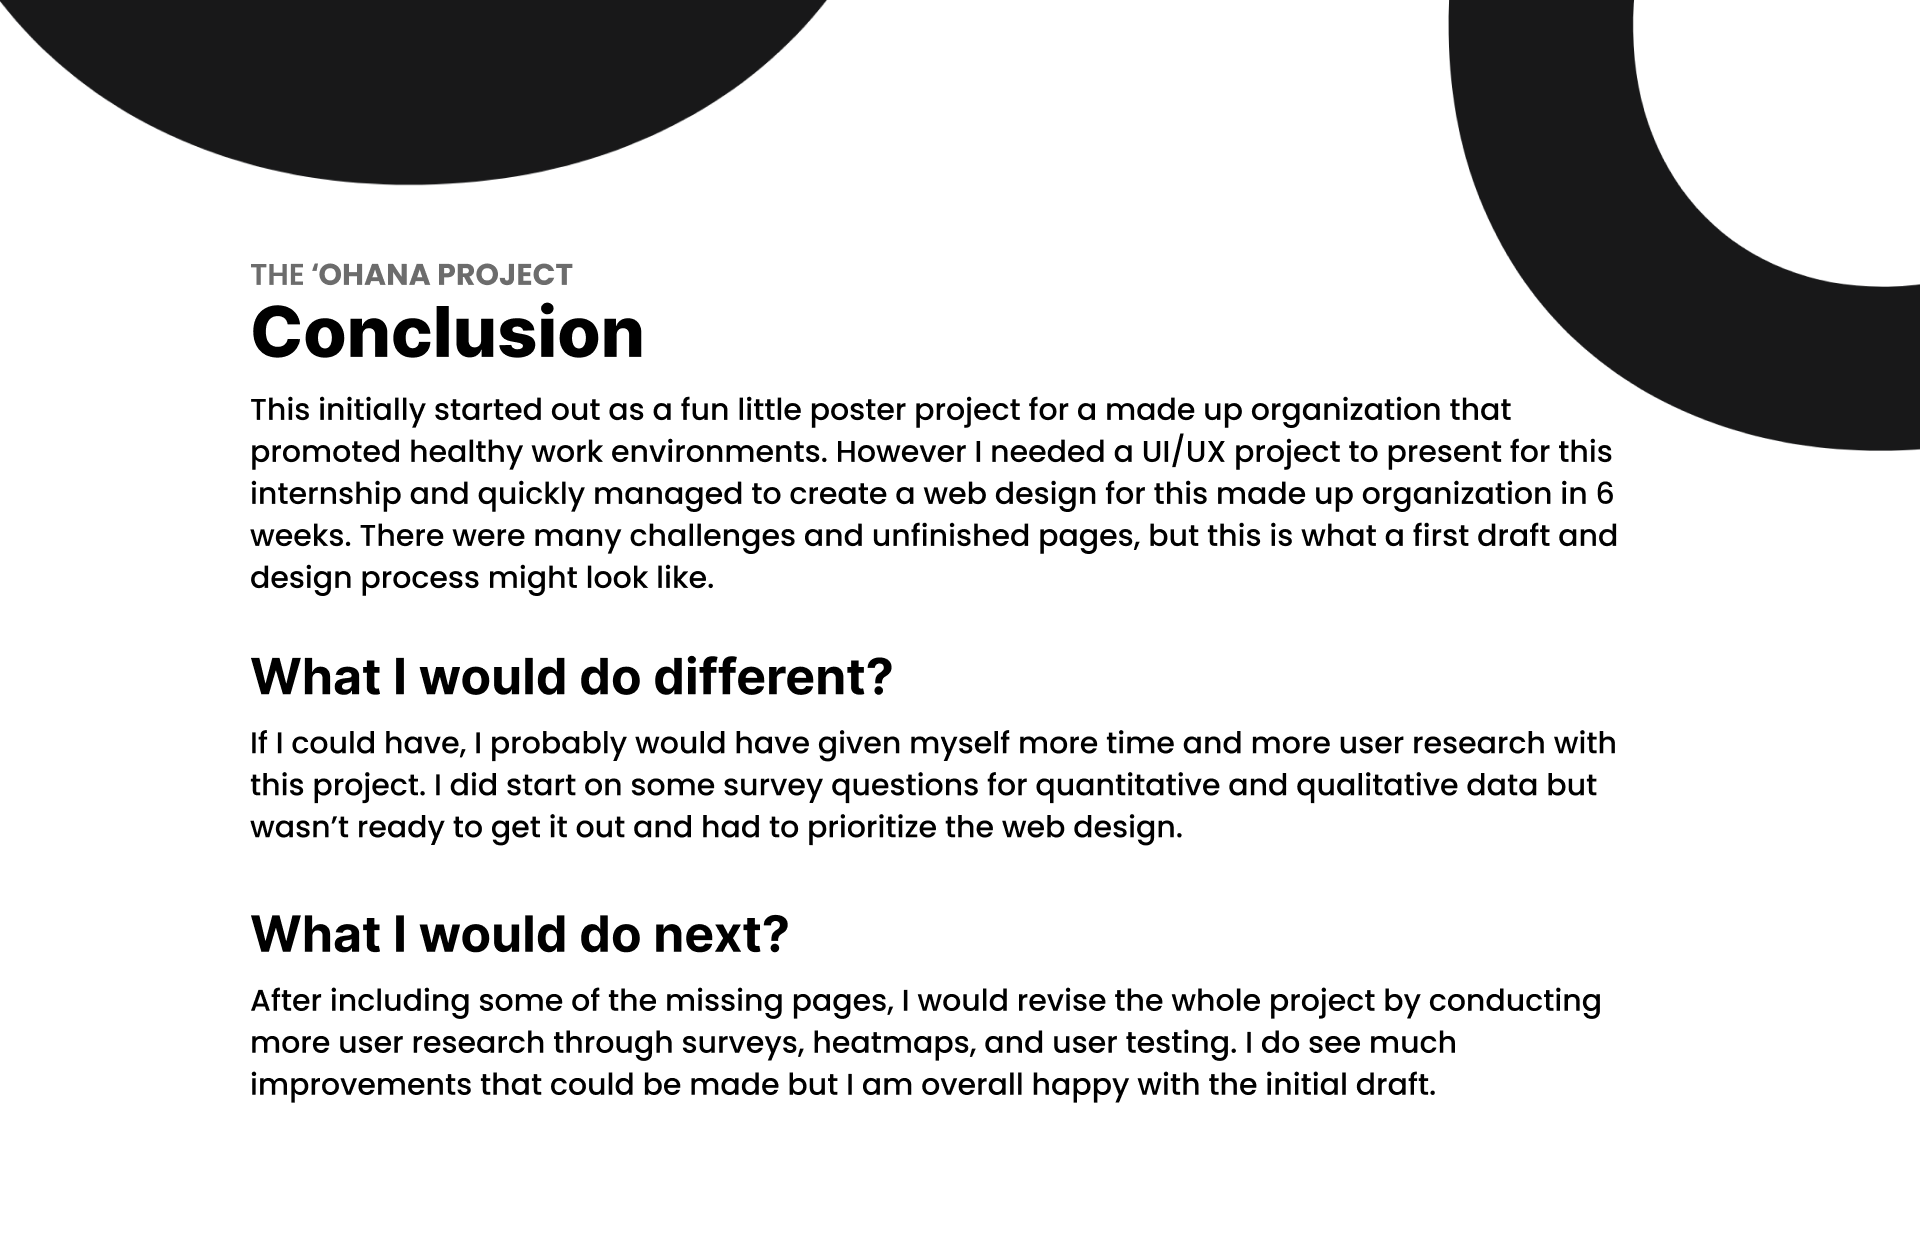 THE ‘OHANA PROJECT
Conclusion
This initially started out as a fun little poster project for a made up organization that
promoted healthy work environments. However I needed a UI/UX project to present for this
internship and quickly managed to create a web design for this made up organization in 6
weeks. There were many challenges and unfinished pages, but this is what a first draft and
design process might look like.
What I would do different?
If I could have, I probably would have given myself more time and more user research with
this project. I did start on some survey questions for quantitative and qualitative data but
wasn’t ready to get it out and had to prioritize the web design.
What I would do next?
After including some of the missing pages, I would revise the whole project by conducting
more user research through surveys, heatmaps, and user testing. I do see much
improvements that could be made but I am overall happy with the initial draft.